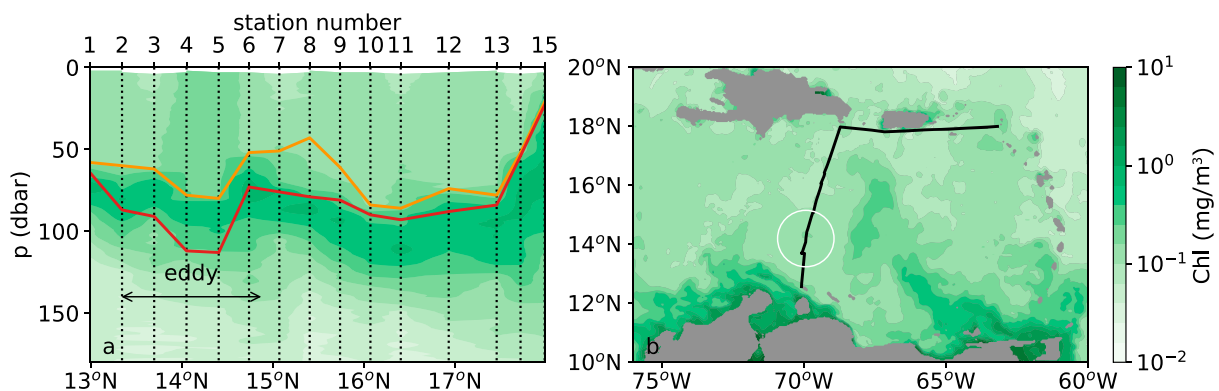 station number
1 2 3 4 5 6 7 8 9 10 11 12 13 15
0
50
100
150
p (dbar)
eddy
a
13°N 14°N 15°N 16°N 17°N
20°N
18°N
16°N
14°N
12°N
10°N
b
75°W 70°W 65°W 60°W
10¹
10⁰
10⁻¹
10⁻²
Chl (mg/m³)